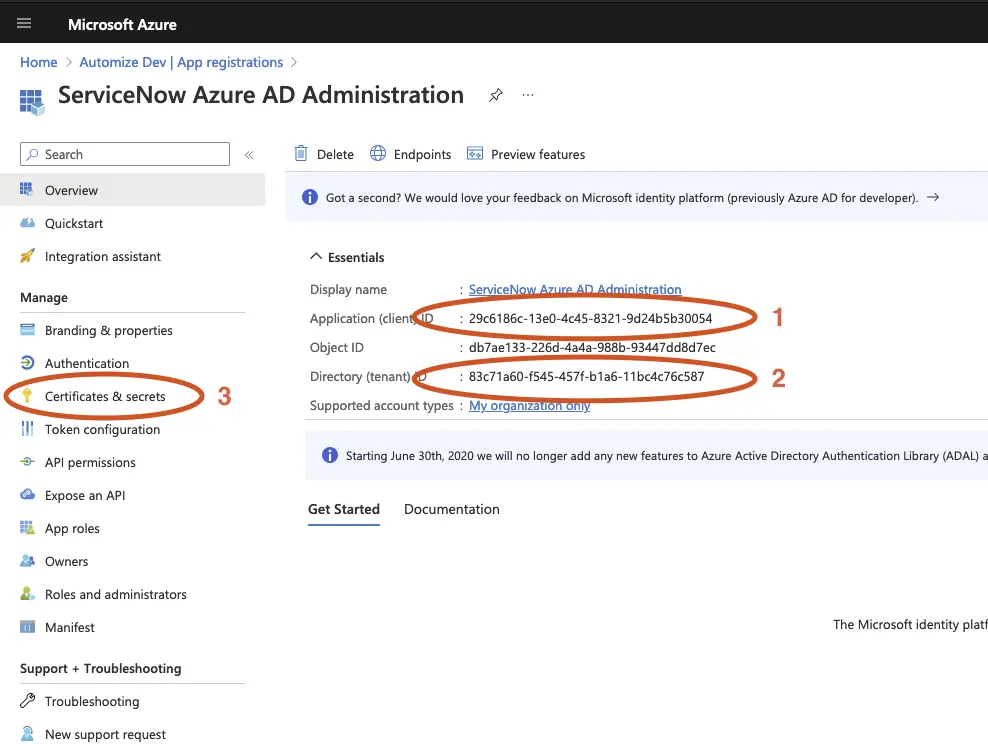 Microsoft Azure
Home > Automize Dev | App registrations >
ServiceNow Azure AD Administration ...
Search «
Overview
Quickstart
Integration assistant
Manage
Branding & properties
Authentication
Certificates & secrets 3
Token configuration
API permissions
Expose an API
App roles
Owners
Roles and administrators
Manifest
Support + Troubleshooting
Troubleshooting
New support request
Delete Endpoints Preview features
Got a second? We would love your feedback on Microsoft identity platform (previously Azure AD for developer). →
Essentials
Display name : ServiceNow Azure AD Administration
Application (client) ID : 29c6186c-13e0-4c45-8321-9d24b5b30054 1
Object ID : db7ae133-226d-4a4a-988b-93447dd8d7ec
Directory (tenant) ID : 83c71a60-f545-457f-b1a6-11bc4c76c587 2
Supported account types : My organization only
Starting June 30th, 2020 we will no longer add any new features to Azure Active Directory Authentication Library (ADAL) a
Get Started Documentation
The Microsoft identity platf